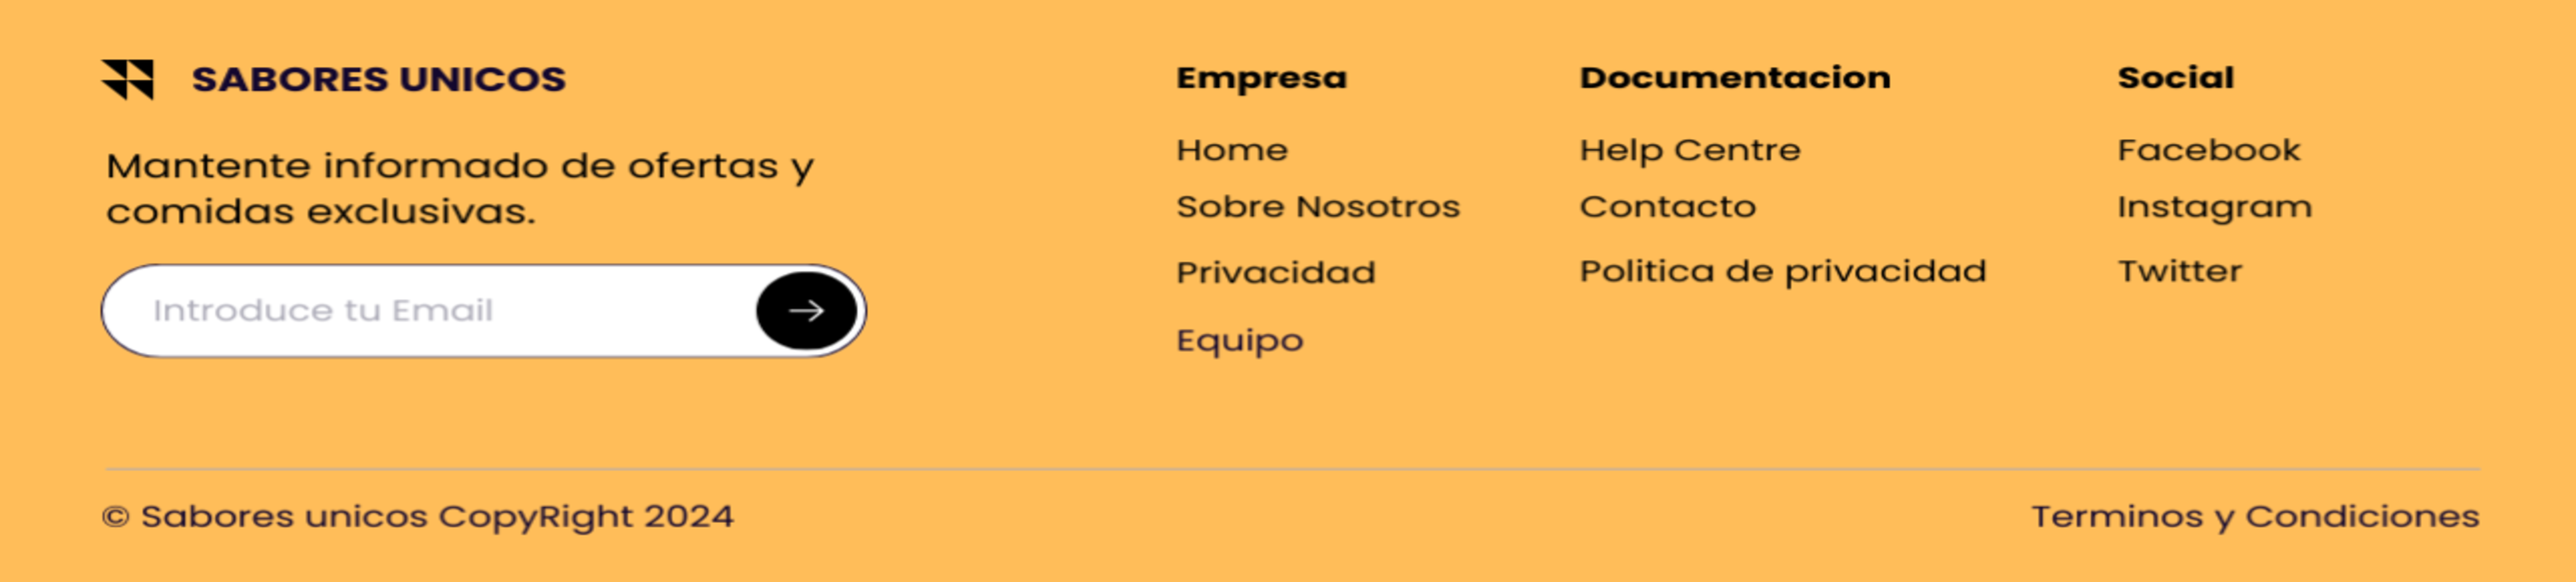 SABORES UNICOS
Mantente informado de ofertas y
comidas exclusivas.
Introduce tu Email
Empresa
Home
Sobre Nosotros
Privacidad
Equipo
Documentacion
Help Centre
Contacto
Politica de privacidad
Social
Facebook
Instagram
Twitter
© Sabores unicos CopyRight 2024
Terminos y Condiciones